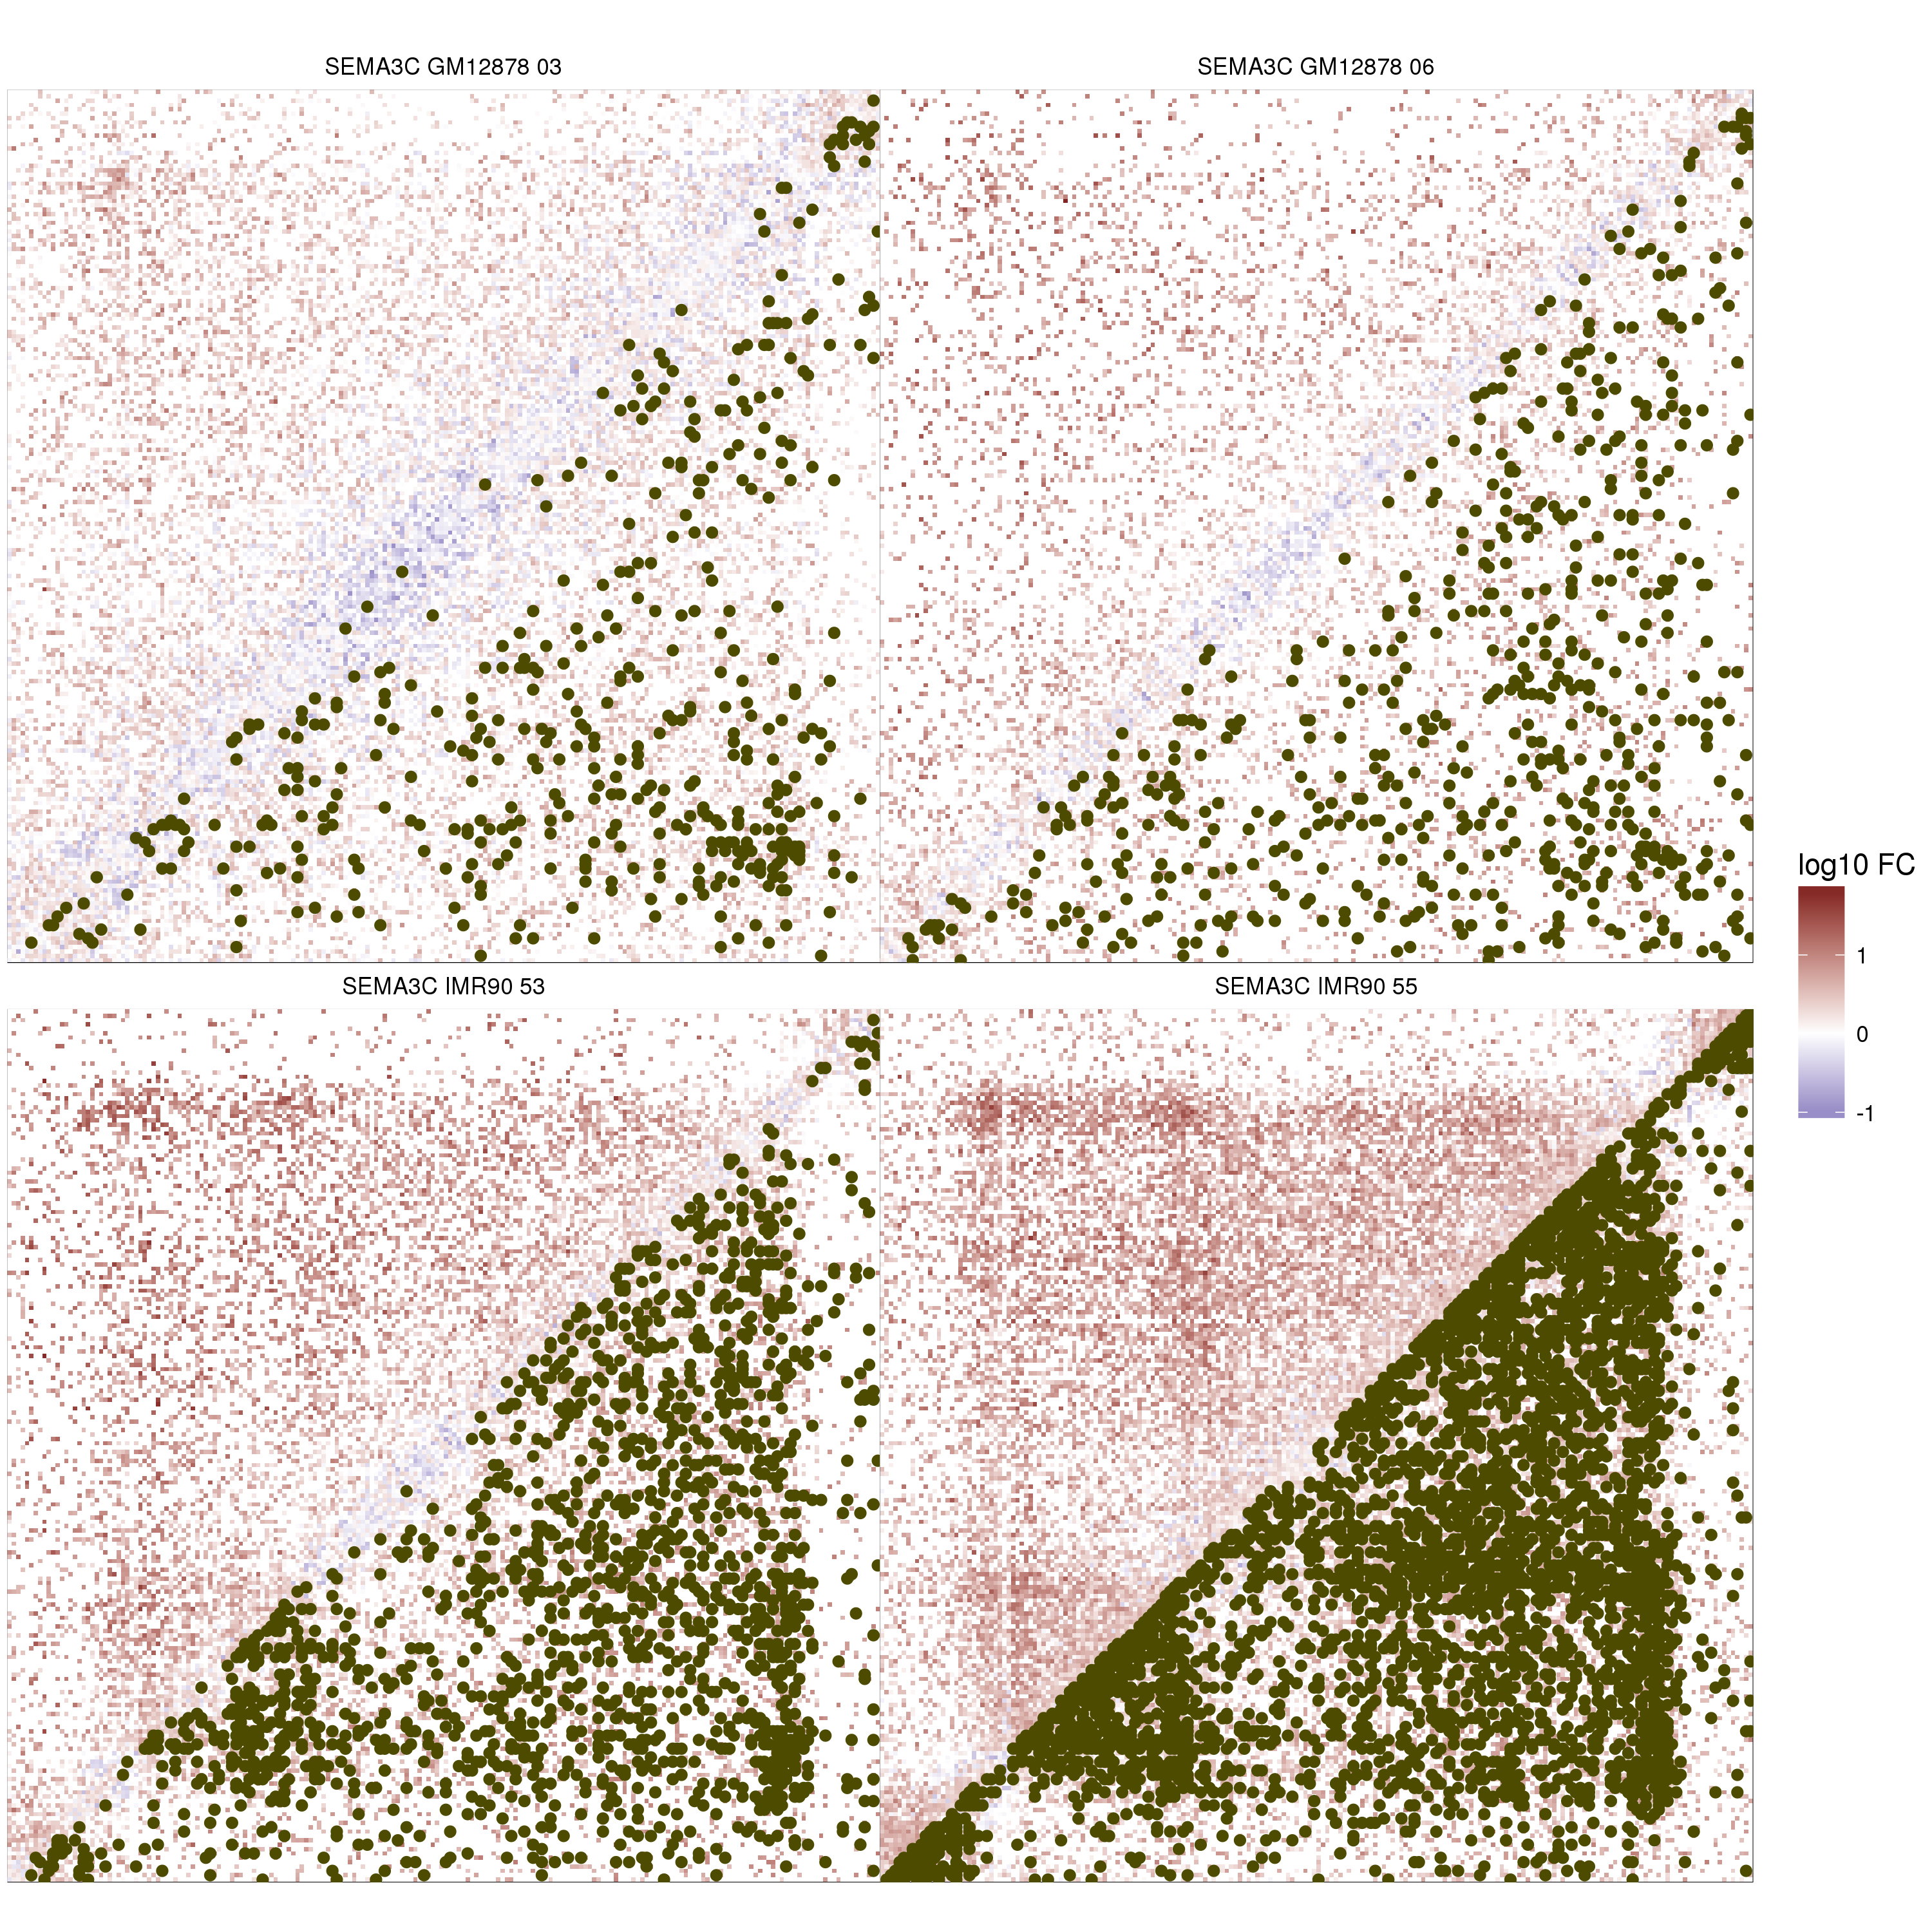 SEMA3C GM12878 03
SEMA3C GM12878 06
SEMA3C IMR90 53
SEMA3C IMR90 55
log10 FC
1
0
-1